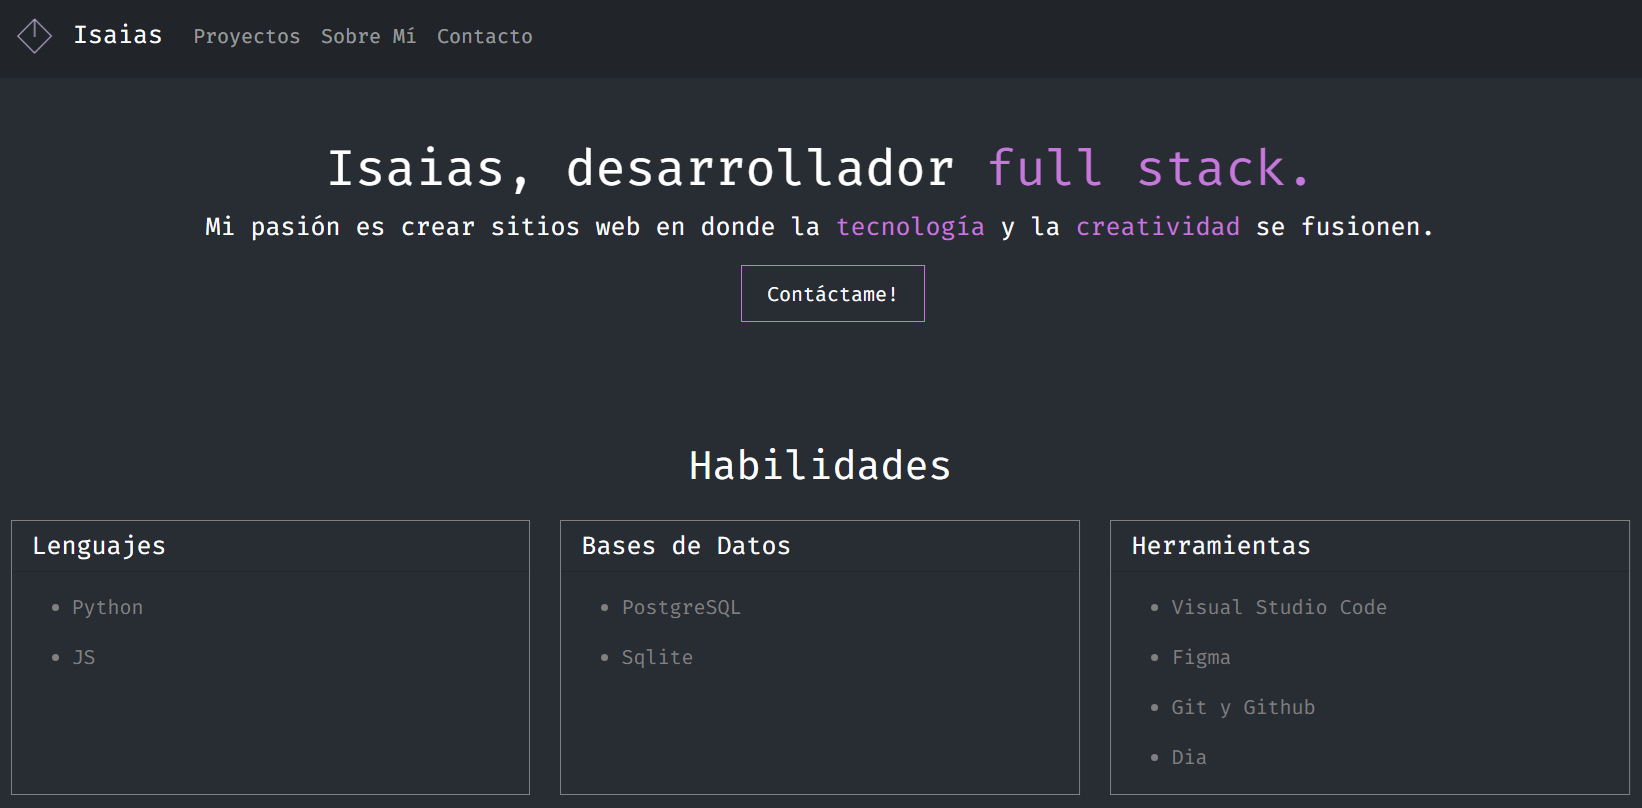 Isaias Proyectos Sobre Mí Contacto
Isaias, desarrollador full stack.
Mi pasión es crear sitios web en donde la tecnología y la creatividad se fusionen.
Contáctame!
Habilidades
Lenguajes
Python
JS
Bases de Datos
PostgreSQL
Sqlite
Herramientas
Visual Studio Code
Figma
Git y Github
Dia